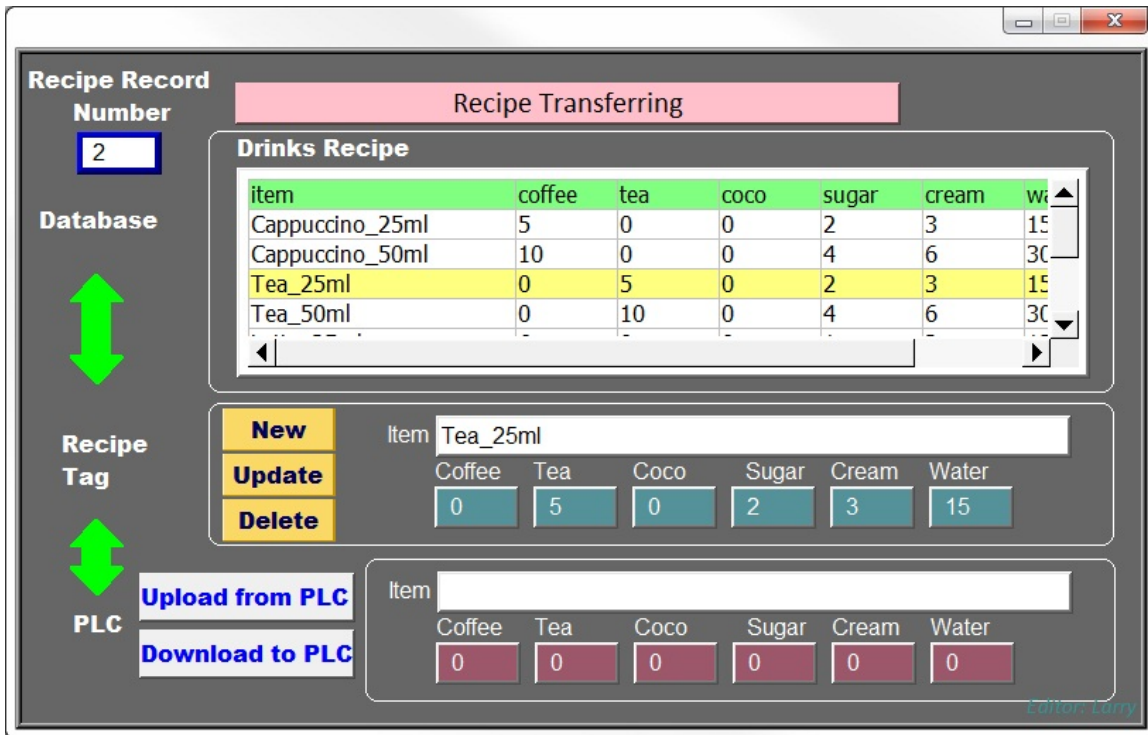 Recipe Record
Number
2
Recipe Transferring
Drinks Recipe
item coffee tea coco sugar cream
Cappuccino_25ml 5 0 0 2 3 15
Cappuccino_50ml 10 0 0 4 6 30
Tea_25ml 0 5 0 2 3 15
Tea_50ml 0 10 0 4 6 30
Database
Recipe
Tag
New
Update
Delete
Item Tea_25ml
Coffee Tea Coco Sugar Cream Water
0 5 0 2 3 15
PLC
Upload from PLC
Download to PLC
Item
Coffee Tea Coco Sugar Cream Water
0 0 0 0 0 0
Editor: Larry